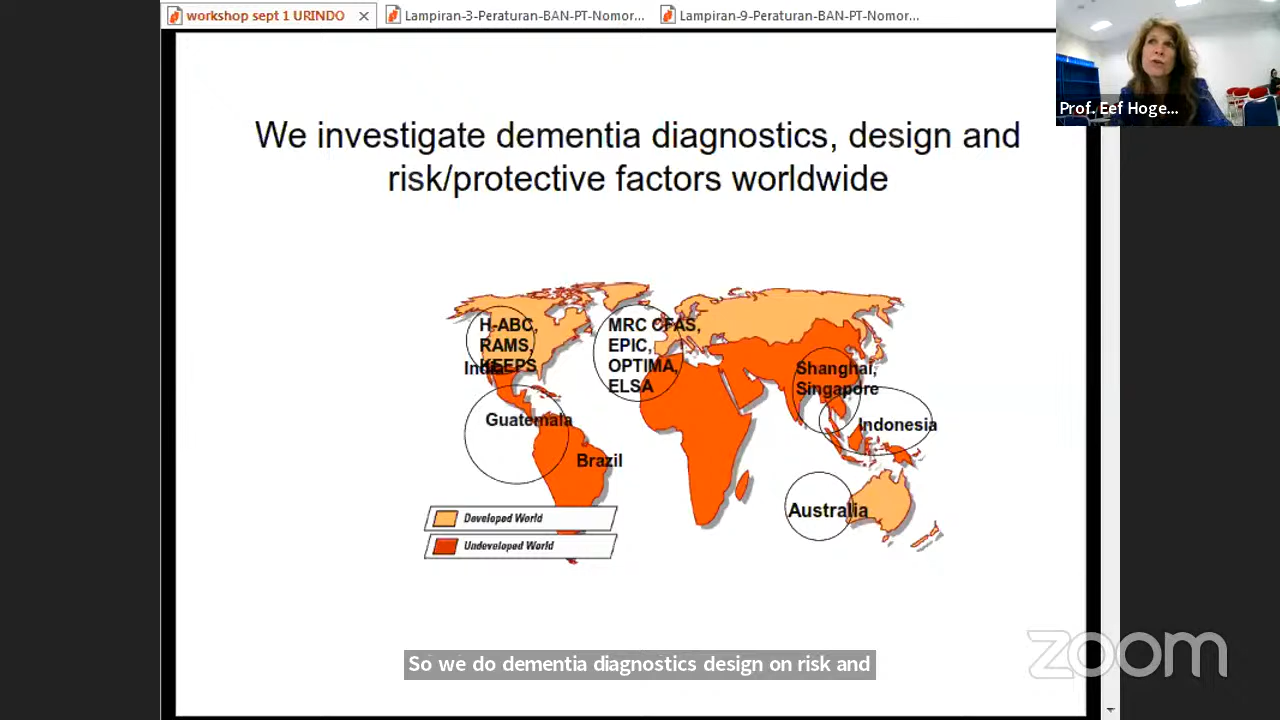 workshop sept 1 URINDO
Lampiran-3-Peraturan-BAN-PT-Nomor...
Lampiran-9-Peraturan-BAN-PT-Nomor...
Prof. Eef Hoge...
We investigate dementia diagnostics, design and
risk/protective factors worldwide
H-ABC,
RAMS,
KEEPS
India
MRC CFAS,
EPIC,
OPTIMA,
ELSA
Shanghai,
Singapore
Guatemala
Indonesia
Brazil
Australia
Developed World
Undeveloped World
So we do dementia diagnostics design on risk and
zoom